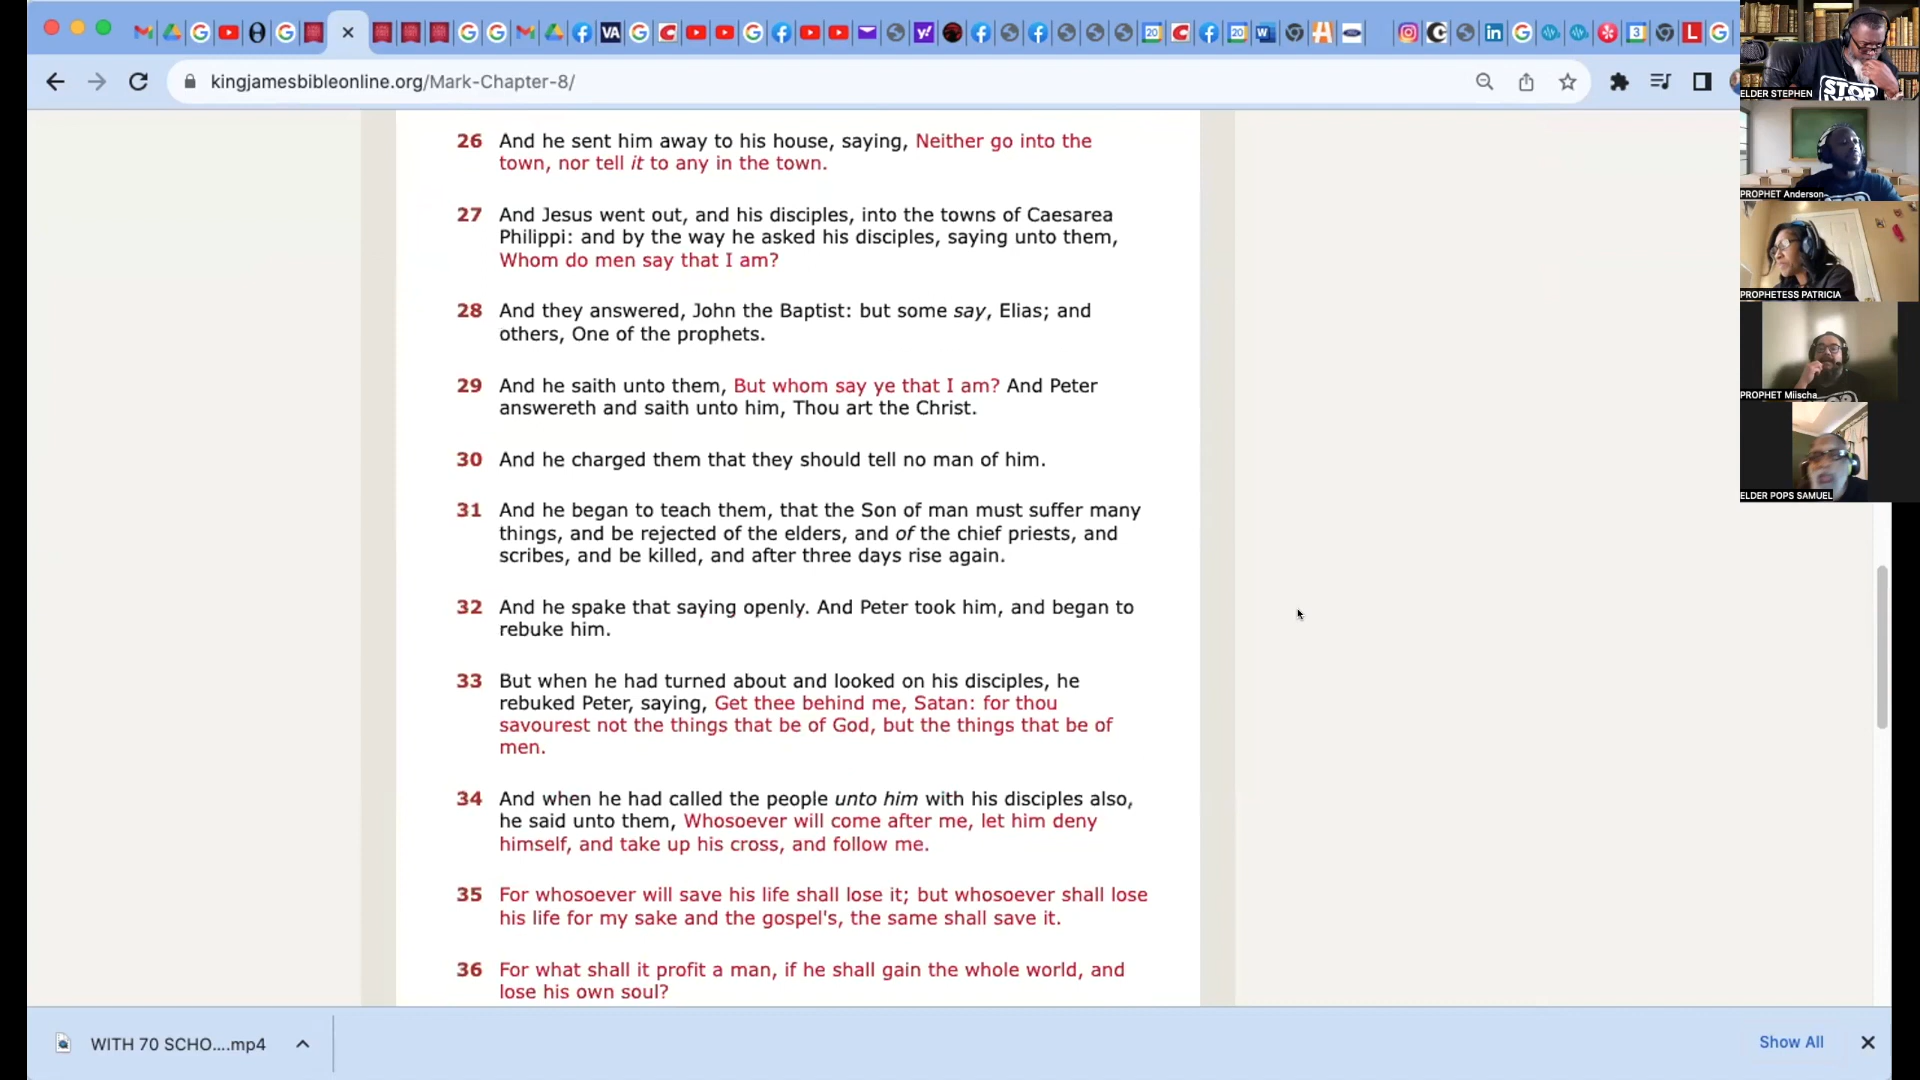 kingjamesbibleonline.org/Mark-Chapter-8/
26 And he sent him away to his house, saying, Neither go into the
town, nor tell it to any in the town.
27 And Jesus went out, and his disciples, into the towns of Caesarea
Philippi: and by the way he asked his disciples, saying unto them,
Whom do men say that I am?
28 And they answered, John the Baptist: but some say, Elias; and
others, One of the prophets.
29 And he saith unto them, But whom say ye that I am? And Peter
answereth and saith unto him, Thou art the Christ.
30 And he charged them that they should tell no man of him.
31 And he began to teach them, that the Son of man must suffer many
things, and be rejected of the elders, and of the chief priests, and
scribes, and be killed, and after three days rise again.
32 And he spake that saying openly. And Peter took him, and began to
rebuke him.
33 But when he had turned about and looked on his disciples, he
rebuked Peter, saying, Get thee behind me, Satan: for thou
savourest not the things that be of God, but the things that be of
men.
34 And when he had called the people unto him with his disciples also,
he said unto them, Whosoever will come after me, let him deny
himself, and take up his cross, and follow me.
35 For whosoever will save his life shall lose it; but whosoever shall lose
his life for my sake and the gospel's, the same shall save it.
36 For what shall it profit a man, if he shall gain the whole world, and
lose his own soul?
WITH 70 SCHO....mp4
Show All
STOP
ELDER STEPHEN
PROPHET Anderson
PROPHETESS PATRICIA
PROPHET Miischa
ELDER POPS SAMUEL